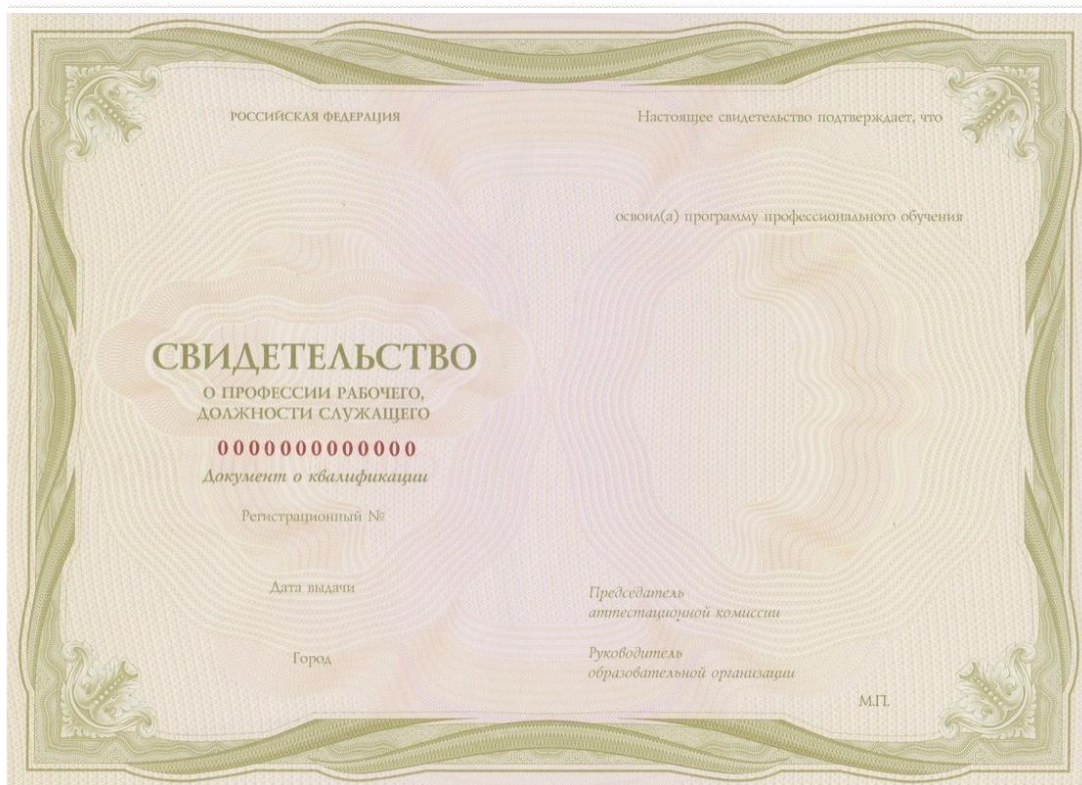 РОССИЙСКАЯ ФЕДЕРАЦИЯ
СВИДЕТЕЛЬСТВО
О ПРОФЕССИИ РАБОЧЕГО,
ДОЛЖНОСТИ СЛУЖАЩЕГО
0000000000000
Документ о квалификации
Регистрационный №
Дата выдачи
Город
Настоящее свидетельство подтверждает, что
освоил(а) программу профессионального обучения
Председатель
аттестационной комиссии
Руководитель
образовательной организации
М.П.